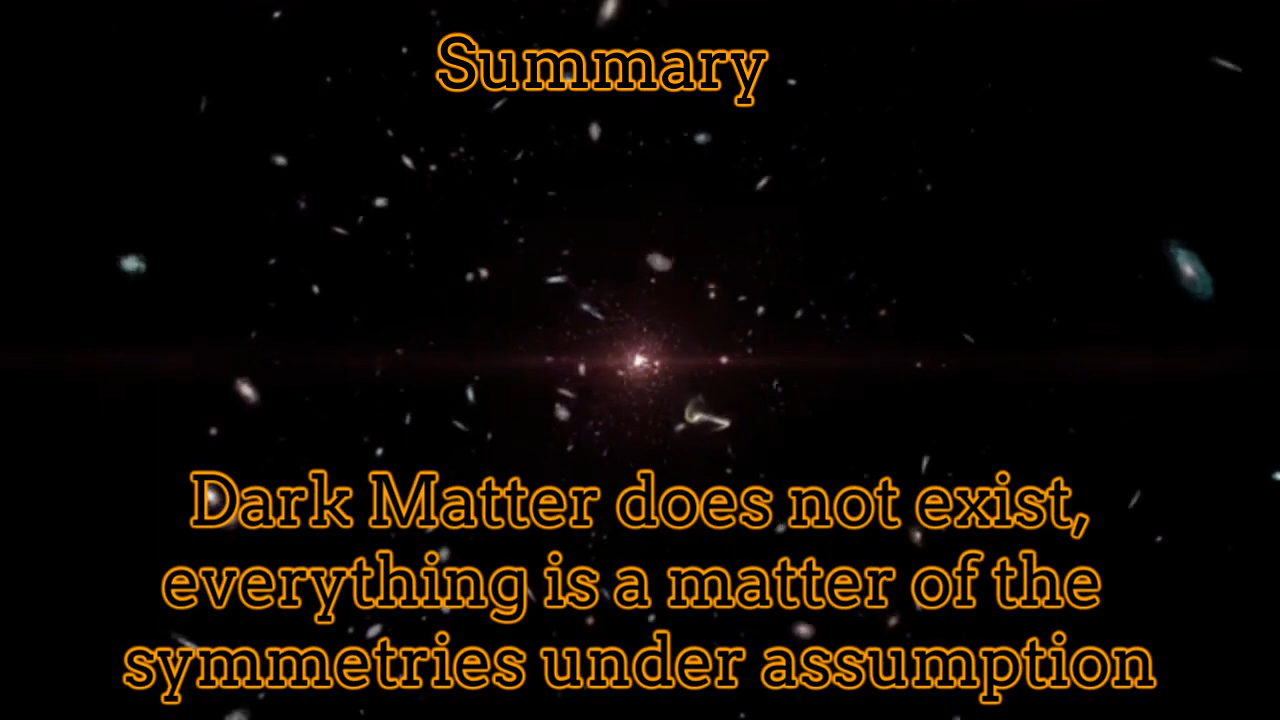 Summary
Dark Matter does not exist,
everything is a matter of the
symmetries under assumption